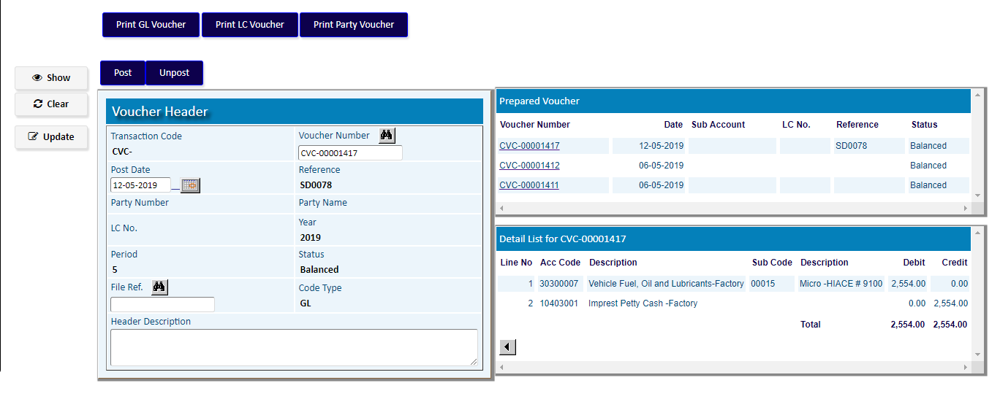 Print GL Voucher Print LC Voucher Print Party Voucher
Post Unpost
Show
Clear
Update
Voucher Header
Transaction Code Voucher Number
CVC- CVC-00001417
Post Date Reference
12-05-2019 SD0078
Party Number Party Name
LC No. Year
2019
Period Status
5 Balanced
File Ref. Code Type
GL
Header Description
Prepared Voucher
Voucher Number Date Sub Account LC No. Reference Status
CVC-00001417 12-05-2019 SD0078 Balanced
CVC-00001412 06-05-2019 Balanced
CVC-00001411 06-05-2019 Balanced
Detail List for CVC-00001417
Line No Acc Code Description Sub Code Description Debit Credit
1 30300007 Vehicle Fuel, Oil and Lubricants-Factory 00015 Micro -HIACE # 9100 2,554.00 0.00
2 10403001 Imprest Petty Cash -Factory 0.00 2,554.00
Total 2,554.00 2,554.00